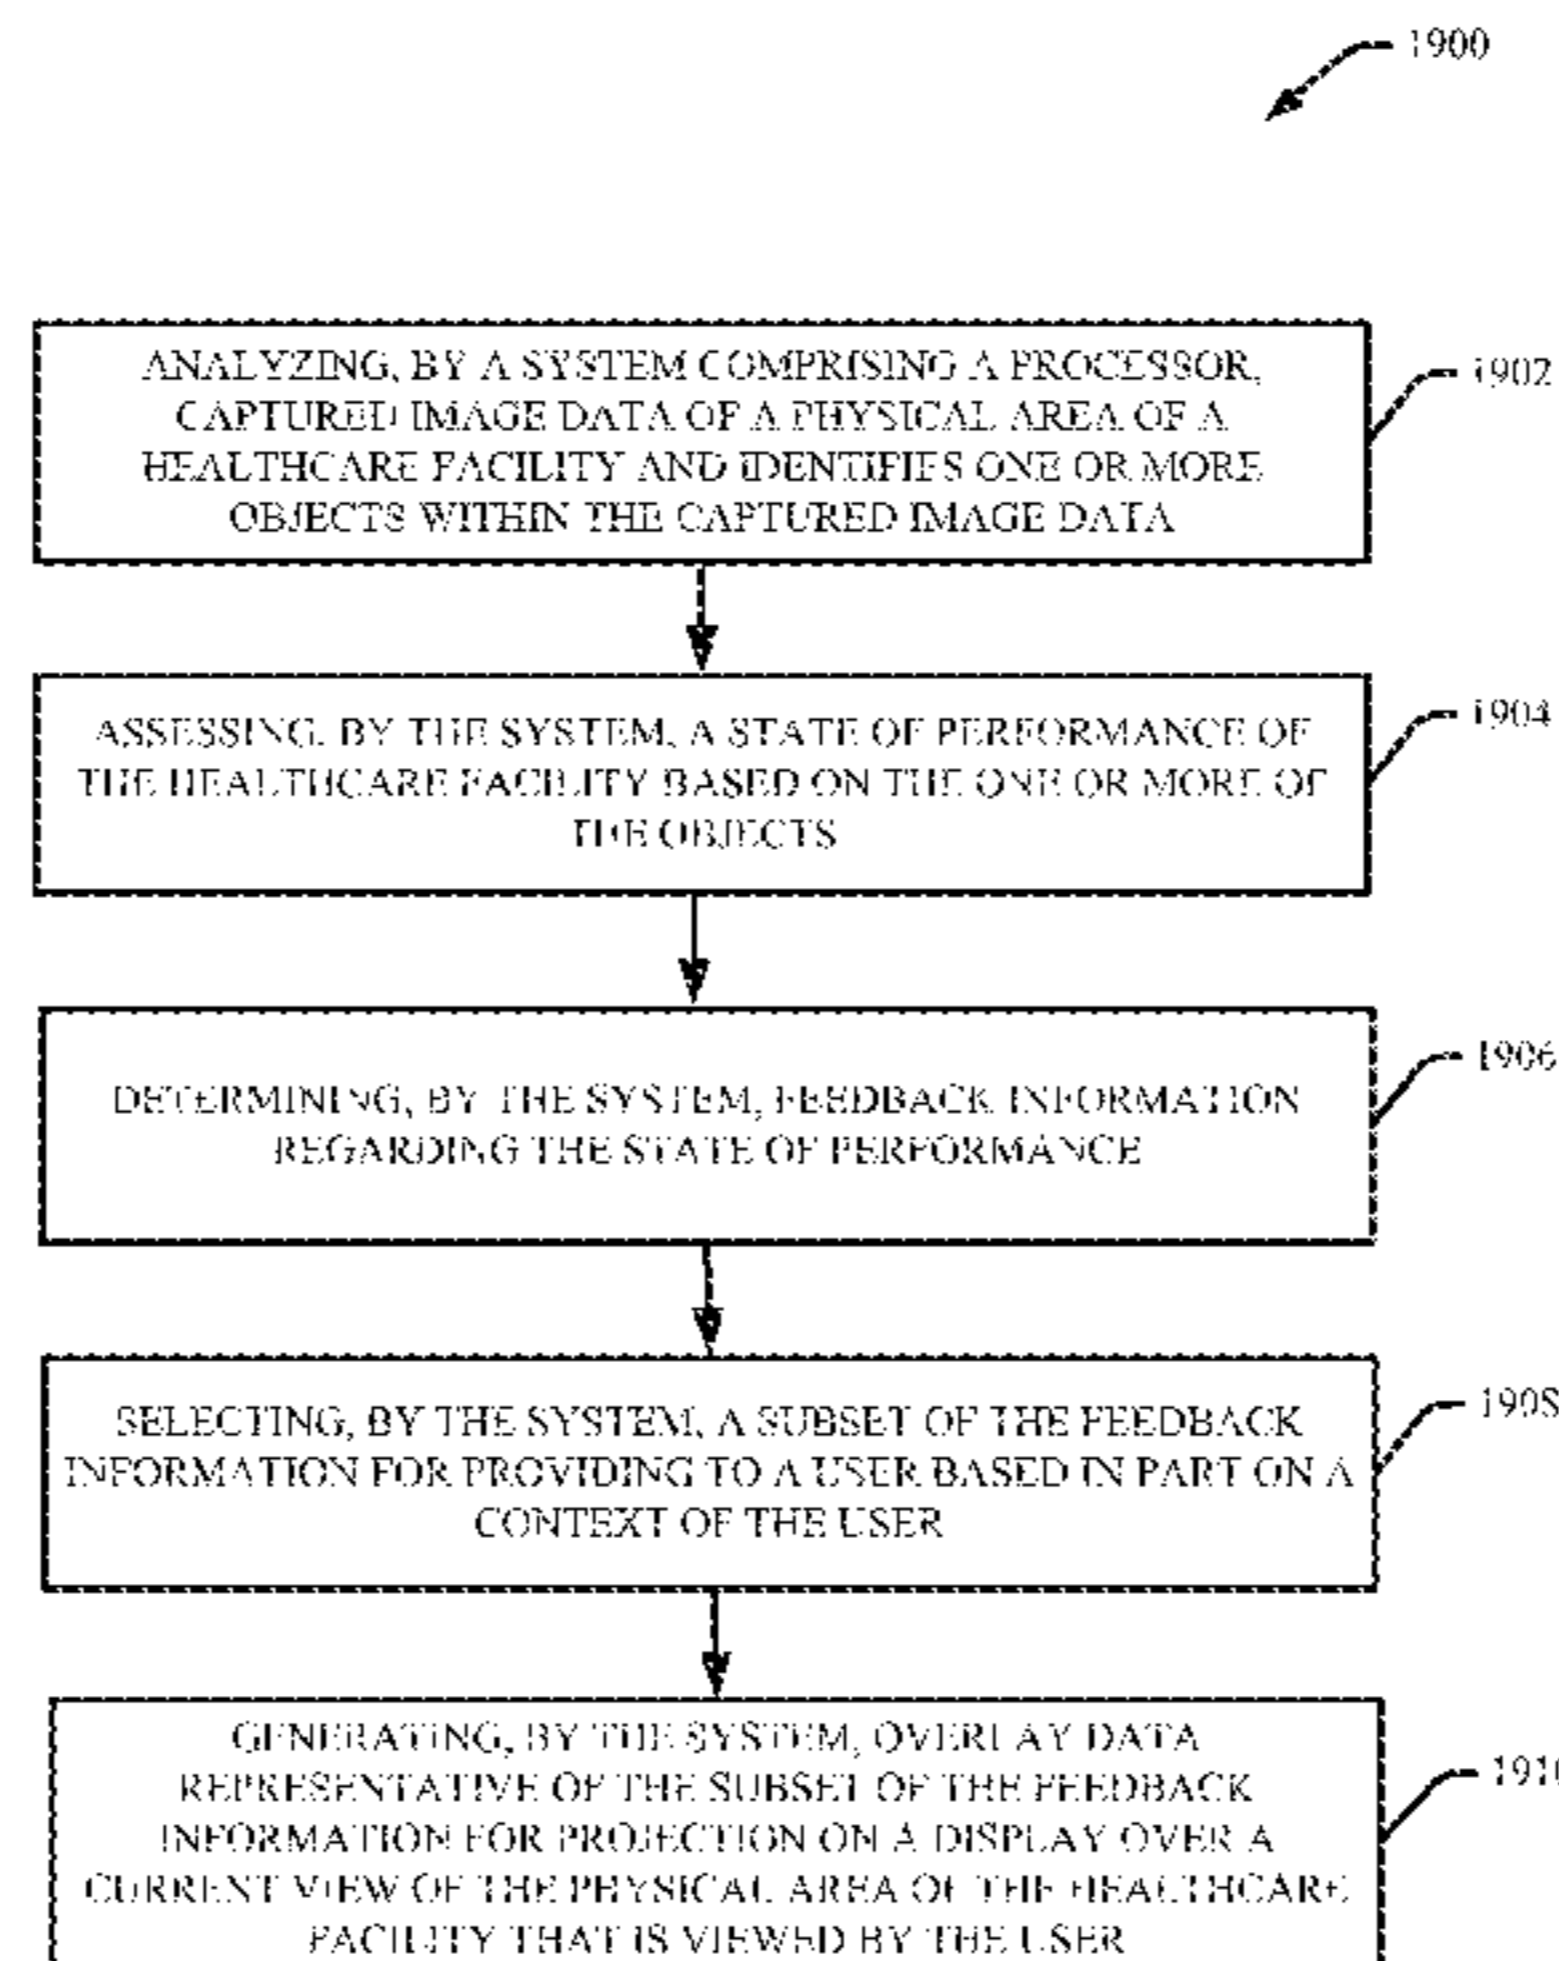 1900
ANALYZING, BY A SYSTEM COMPRISING A PROCESSOR,
CAPTURED IMAGE DATA OF A PHYSICAL AREA OF A
HEALTHCARE FACILITY AND IDENTIFIES ONE OR MORE
OBJECTS WITHIN THE CAPTURED IMAGE DATA
1902
ASSESSING, BY THE SYSTEM, A STATE OF PERFORMANCE OF
THE HEALTHCARE FACILITY BASED ON THE ONE OR MORE OF
THE OBJECTS
1904
DETERMINING, BY THE SYSTEM, FEEDBACK INFORMATION
REGARDING THE STATE OF PERFORMANCE
1906
SELECTING, BY THE SYSTEM, A SUBSET OF THE FEEDBACK
INFORMATION FOR PROVIDING TO A USER BASED IN PART ON A
CONTEXT OF THE USER
1908
GENERATING, BY THE SYSTEM, OVERLAY DATA
REPRESENTATIVE OF THE SUBSET OF THE FEEDBACK
INFORMATION FOR PROJECTION ON A DISPLAY OVER A
CURRENT VIEW OF THE PHYSICAL AREA OF THE HEALTHCARE
FACILITY THAT IS VIEWED BY THE USER
1910